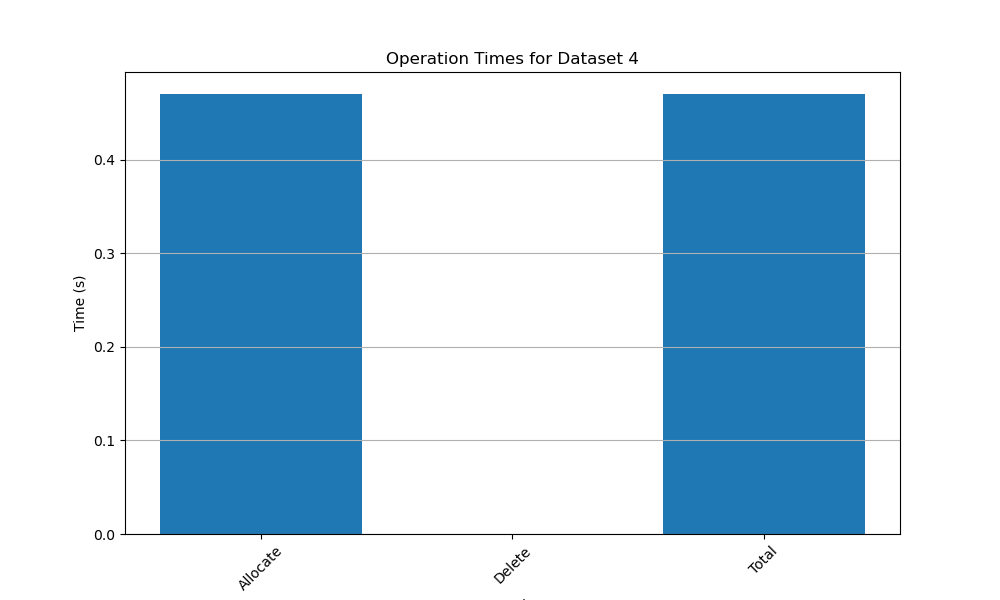 Operation Times for Dataset 4
Time (s)
0.4
0.3
0.2
0.1
0.0
Allocate
Delete
Total